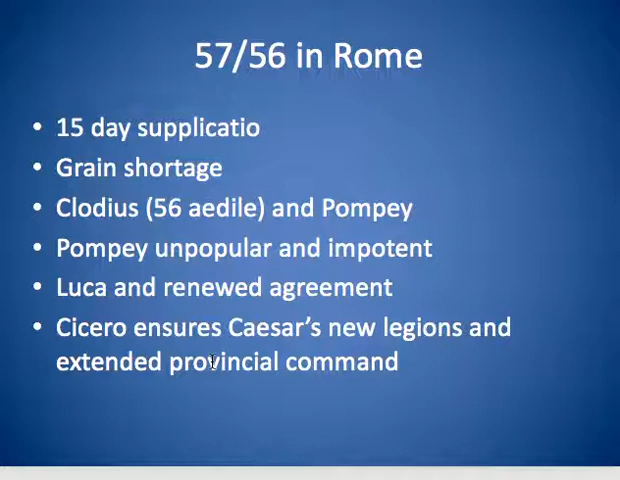 57/56 in Rome
• 15 day supplicatio
• Grain shortage
• Clodius (56 aedile) and Pompey
• Pompey unpopular and impotent
• Luca and renewed agreement
• Cicero ensures Caesar’s new legions and
extended provincial command